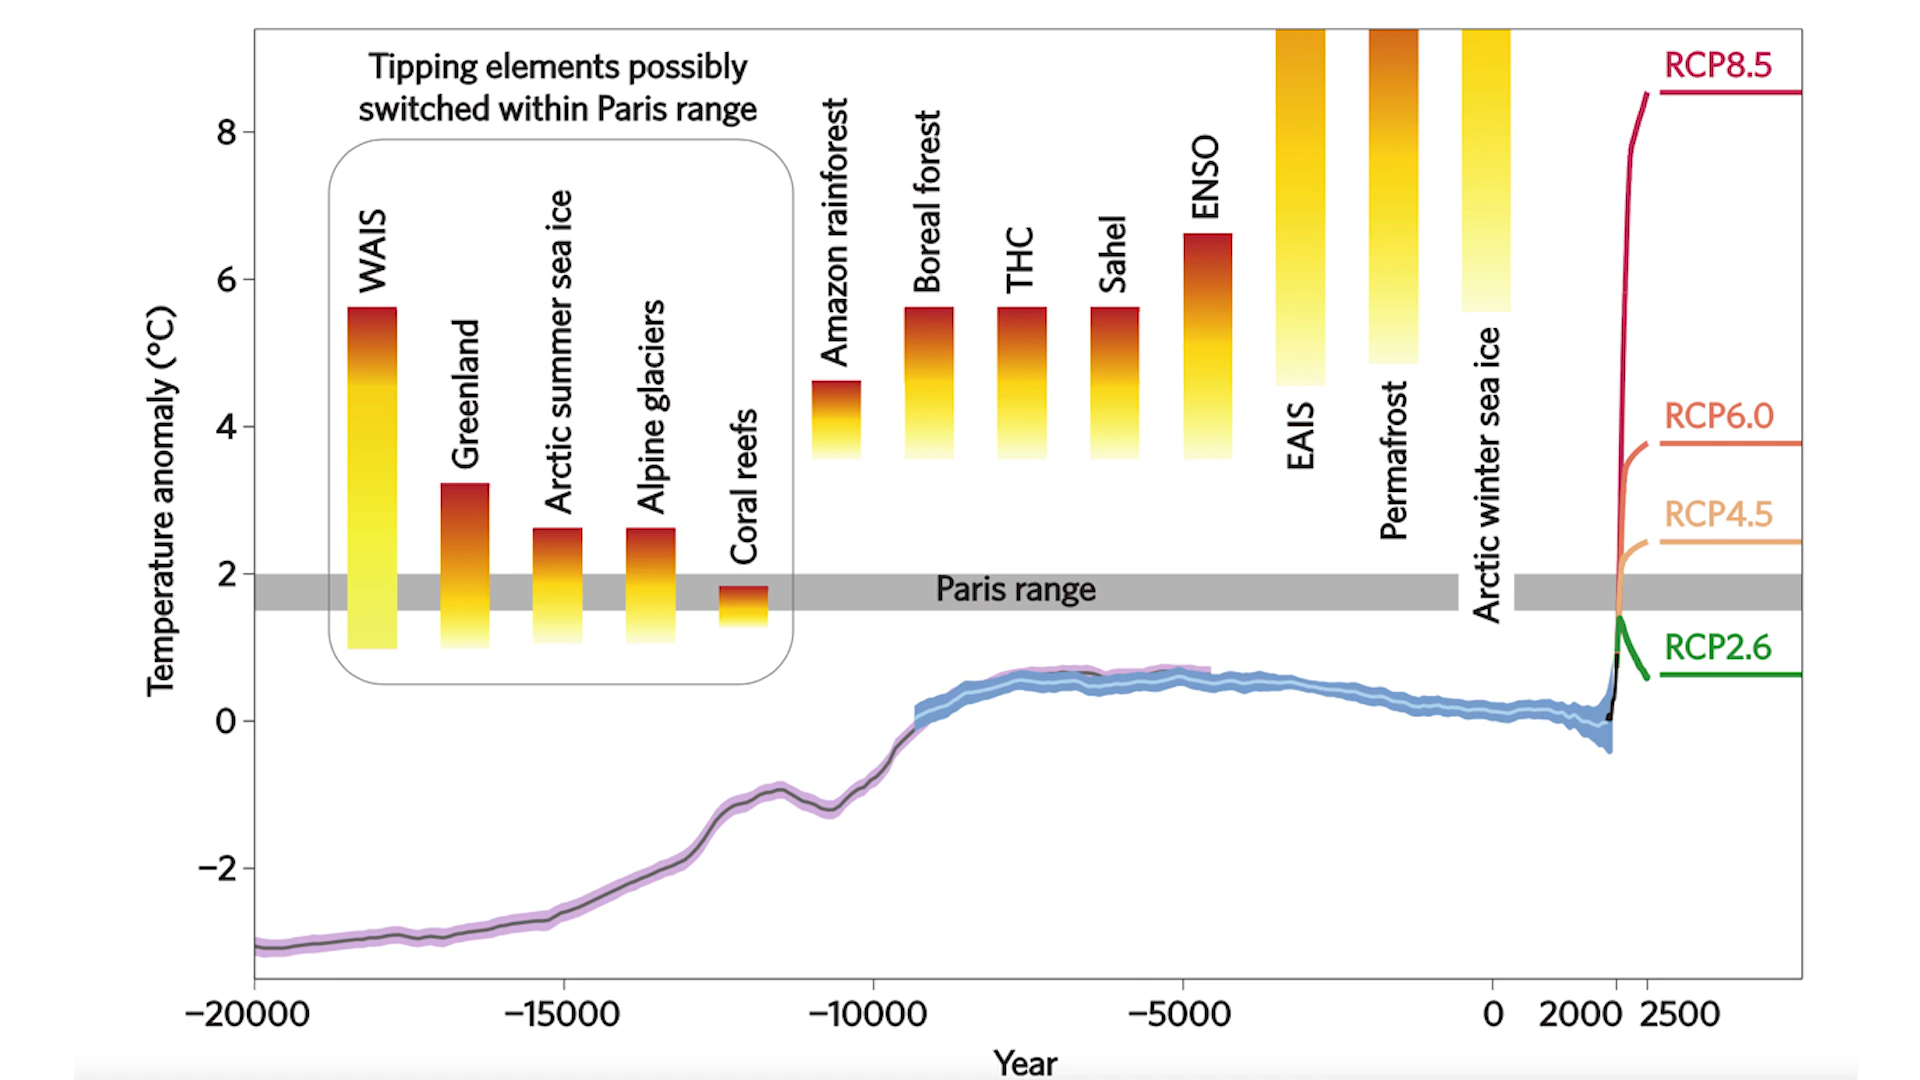 Tipping elements possibly
switched within Paris range
WAIS
Greenland
Arctic summer sea ice
Alpine glaciers
Coral reefs
Amazon rainforest
Boreal forest
THC
Sahel
ENSO
EAIS
Permafrost
Arctic winter sea ice
RCP8.5
RCP6.0
RCP4.5
RCP2.6
Paris range
Temperature anomaly (°C)
8
6
4
2
0
−2
−20000 −15000 −10000 −5000 0 2000 2500
Year